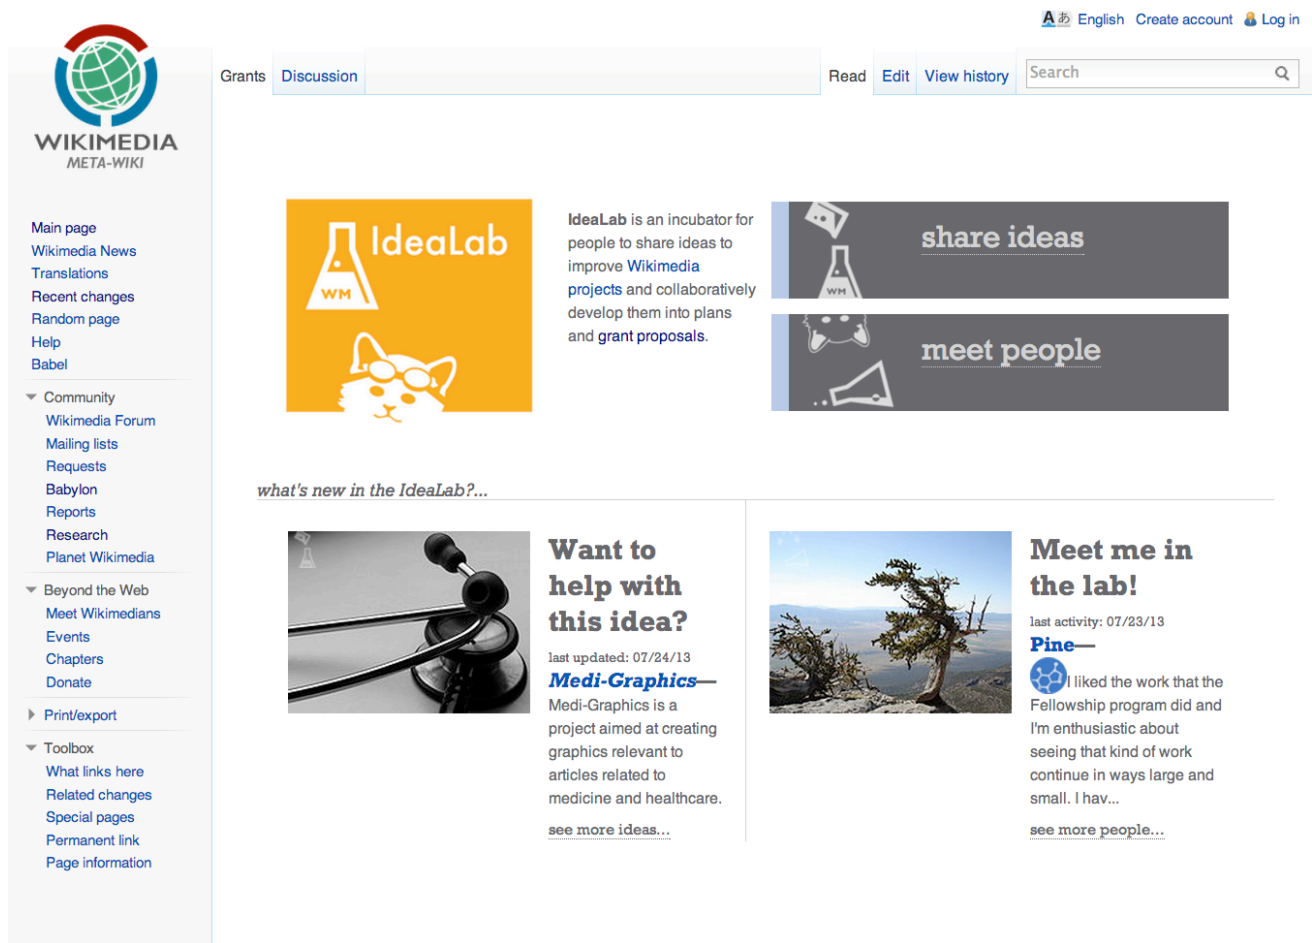 A あ English Create account Log in
WIKIMEDIA
META-WIKI
Grants Discussion Read Edit View history Search
Main page
Wikimedia News
Translations
Recent changes
Random page
Help
Babel
Community
Wikimedia Forum
Mailing lists
Requests
Babylon
Reports
Research
Planet Wikimedia
Beyond the Web
Meet Wikimedians
Events
Chapters
Donate
Print/export
Toolbox
What links here
Related changes
Special pages
Permanent link
Page information
IdeaLab
WM
IdeaLab is an incubator for
people to share ideas to
improve Wikimedia
projects and collaboratively
develop them into plans
and grant proposals.
WM
share ideas
meet people
what's new in the IdeaLab?...
Want to
help with
this idea?
last updated: 07/24/13
Medi-Graphics—
Medi-Graphics is a
project aimed at creating
graphics relevant to
articles related to
medicine and healthcare.
see more ideas...
Meet me in
the lab!
last activity: 07/23/13
Pine—
I liked the work that the
Fellowship program did and
I'm enthusiastic about
seeing that kind of work
continue in ways large and
small. I hav...
see more people...